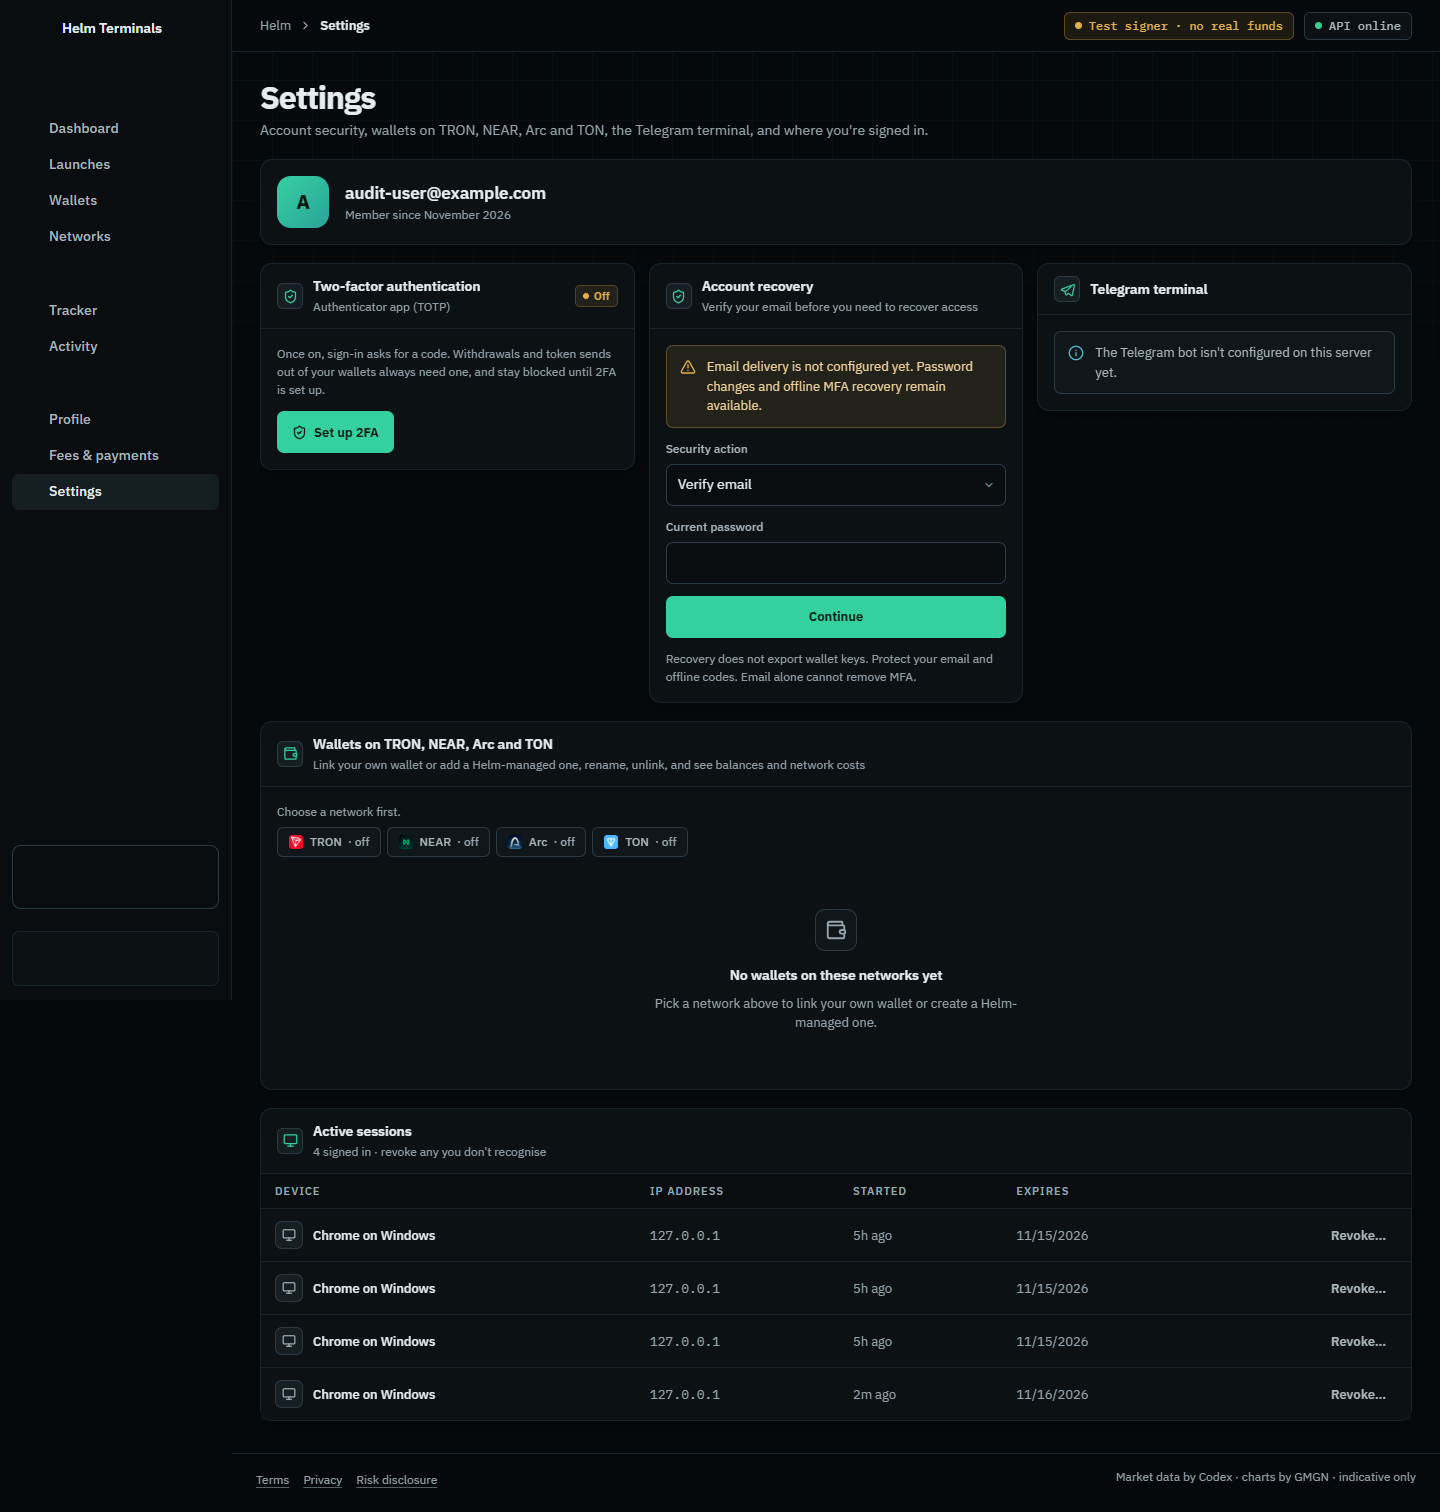 Helm Terminals
Dashboard
Launches
Wallets
Networks
Tracker
Activity
Profile
Fees & payments
Settings
Helm > Settings
Test signer · no real funds
API online
Settings
Account security, wallets on TRON, NEAR, Arc and TON, the Telegram terminal, and where you're signed in.
A
audit-user@example.com
Member since November 2026
Two-factor authentication
Authenticator app (TOTP)
Off
Once on, sign-in asks for a code. Withdrawals and token sends
out of your wallets always need one, and stay blocked until 2FA
is set up.
Set up 2FA
Account recovery
Verify your email before you need to recover access
Email delivery is not configured yet. Password
changes and offline MFA recovery remain
available.
Security action
Verify email
Current password
Continue
Recovery does not export wallet keys. Protect your email and
offline codes. Email alone cannot remove MFA.
Telegram terminal
The Telegram bot isn't configured on this server
yet.
Wallets on TRON, NEAR, Arc and TON
Link your own wallet or add a Helm-managed one, rename, unlink, and see balances and network costs
Choose a network first.
TRON · off
NEAR · off
Arc · off
TON · off
No wallets on these networks yet
Pick a network above to link your own wallet or create a Helm-
managed one.
Active sessions
4 signed in · revoke any you don't recognise
DEVICE IP ADDRESS STARTED EXPIRES
Chrome on Windows 127.0.0.1 5h ago 11/15/2026 Revoke...
Chrome on Windows 127.0.0.1 5h ago 11/15/2026 Revoke...
Chrome on Windows 127.0.0.1 5h ago 11/15/2026 Revoke...
Chrome on Windows 127.0.0.1 2m ago 11/16/2026 Revoke...
Terms Privacy Risk disclosure
Market data by Codex · charts by GMGN · indicative only